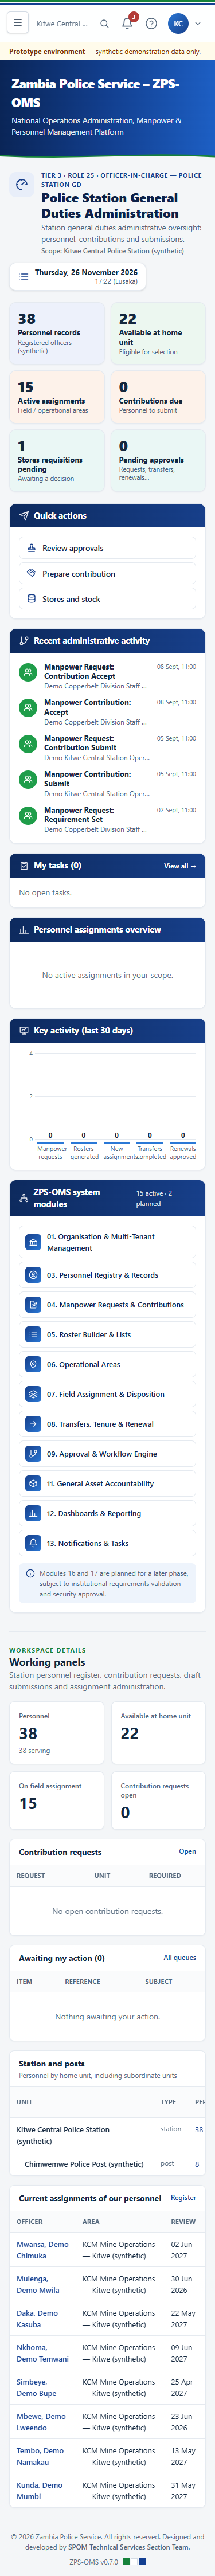 Kitwe Central ...
3
KC
Prototype environment — synthetic demonstration data only.
Zambia Police Service – ZPS-
OMS
National Operations Administration, Manpower &
Personnel Management Platform
TIER 3 · ROLE 25 · OFFICER-IN-CHARGE — POLICE
STATION GD
Police Station General
Duties Administration
Station general duties administrative oversight:
personnel, contributions and submissions.
Scope: Kitwe Central Police Station (synthetic)
Thursday, 26 November 2026
17:22 (Lusaka)
38
Personnel records
Registered officers
(synthetic)
22
Available at home
unit
Eligible for selection
15
Active assignments
Field / operational areas
0
Contributions due
Personnel to submit
1
Stores requisitions
pending
Awaiting a decision
0
Pending approvals
Requests, transfers,
renewals...
Quick actions
Review approvals
Prepare contribution
Stores and stock
Recent administrative activity
Manpower Request:
Contribution Accept
08 Sept, 11:00
Demo Copperbelt Division Staff ...
Manpower Contribution:
Accept
08 Sept, 11:00
Demo Copperbelt Division Staff ...
Manpower Request:
Contribution Submit
05 Sept, 11:00
Demo Kitwe Central Station Oper...
Manpower Contribution:
Submit
05 Sept, 11:00
Demo Kitwe Central Station Oper...
Manpower Request:
Requirement Set
02 Sept, 11:00
Demo Copperbelt Division Staff ...
My tasks (0)
View all →
No open tasks.
Personnel assignments overview
No active assignments in your scope.
Key activity (last 30 days)
4
2
0
0 0 0 0 0
Manpower requests
Rosters generated
New assignments
Transfers completed
Renewals approved
ZPS-OMS system
modules
15 active · 2
planned
01. Organisation & Multi-Tenant
Management
03. Personnel Registry & Records
04. Manpower Requests & Contributions
05. Roster Builder & Lists
06. Operational Areas
07. Field Assignment & Disposition
08. Transfers, Tenure & Renewal
09. Approval & Workflow Engine
11. General Asset Accountability
12. Dashboards & Reporting
13. Notifications & Tasks
Modules 16 and 17 are planned for a later phase,
subject to institutional requirements validation
and security approval.
WORKSPACE DETAILS
Working panels
Station personnel register, contribution requests, draft
submissions and assignment administration.
Personnel
38
38 serving
Available at home unit
22
On field assignment
15
Contribution requests
open
0
Contribution requests
Open
REQUEST UNIT REQUIRED
No open contribution requests.
Awaiting my action (0)
All queues
ITEM REFERENCE SUBJECT
Nothing awaiting your action.
Station and posts
Personnel by home unit, including subordinate units
UNIT TYPE PER
Kitwe Central Police Station
(synthetic)
station 38
Chimwemwe Police Post (synthetic) post 8
Current assignments of our personnel
Register
OFFICER AREA REVIEW
Mwansa, Demo
Chimuka
KCM Mine Operations
— Kitwe (synthetic)
02 Jun
2027
Mulenga,
Demo Mwila
KCM Mine Operations
— Kitwe (synthetic)
30 Jun
2026
Daka, Demo
Kasuba
KCM Mine Operations
— Kitwe (synthetic)
22 May
2027
Nkhoma,
Demo Temwani
KCM Mine Operations
— Kitwe (synthetic)
09 Jun
2027
Simbeye,
Demo Bupe
KCM Mine Operations
— Kitwe (synthetic)
25 Apr
2027
Mbewe, Demo
Lweendo
KCM Mine Operations
— Kitwe (synthetic)
23 Jun
2026
Tembo, Demo
Namakau
KCM Mine Operations
— Kitwe (synthetic)
13 May
2027
Kunda, Demo
Mumbi
KCM Mine Operations
— Kitwe (synthetic)
31 May
2027
© 2026 Zambia Police Service. All rights reserved. Designed and
developed by SPOM Technical Services Section Team.
ZPS-OMS v0.7.0